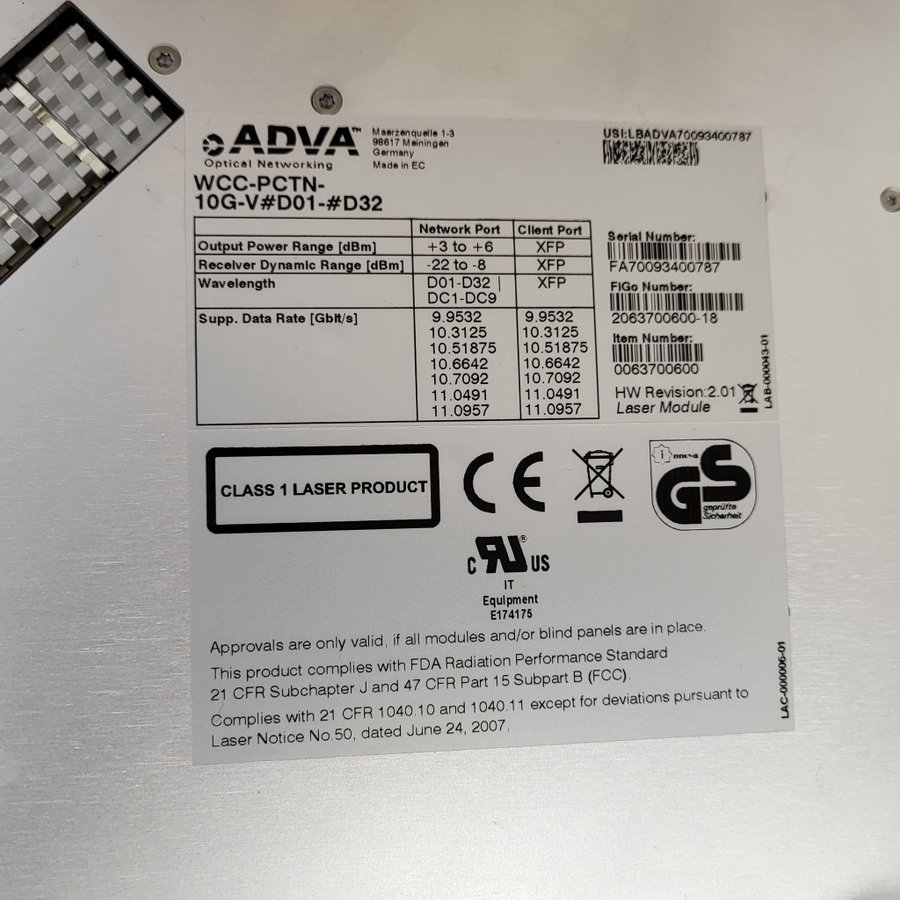 ADVA™
Optical Networking
Maerzenquelle 1-3
98617 Meiningen
Germany
Made in EC
USI:LBADVA70093400787
WCC-PCTN-
10G-V#D01-#D32
Network Port Client Port
Output Power Range [dBm] +3 to +6 XFP
Receiver Dynamic Range [dBm] -22 to -8 XFP
Wavelength D01-D32 | XFP
DC1-DC9
Supp. Data Rate [Gbit/s] 9.9532 9.9532
10.3125 10.3125
10.51875 10.51875
10.6642 10.6642
10.7092 10.7092
11.0491 11.0491
11.0957 11.0957
Serial Number:
FA70093400787
FiGo Number:
2063700600-18
Item Number:
0063700600
HW Revision:2.01
Laser Module
LAB-000043-01
CLASS 1 LASER PRODUCT
CE
innova
GS
geprüfte
Sicherheit
c RU ® US
IT
Equipment
E174175
Approvals are only valid, if all modules and/or blind panels are in place.
This product complies with FDA Radiation Performance Standard
21 CFR Subchapter J and 47 CFR Part 15 Subpart B (FCC).
Complies with 21 CFR 1040.10 and 1040.11 except for deviations pursuant to
Laser Notice No.50, dated June 24, 2007.
LAC-000006-01